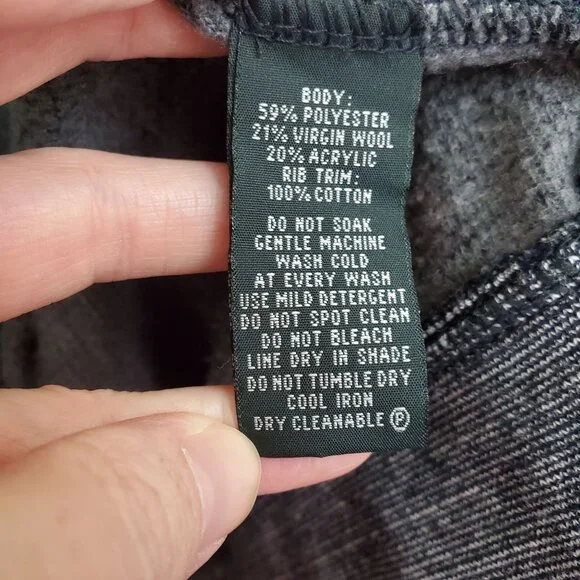 BODY:
59% POLYESTER
21% VIRGIN WOOL
20% ACRYLIC
RIB TRIM:
100% COTTON
DO NOT SOAK
GENTLE MACHINE
WASH COLD
AT EVERY WASH
USE MILD DETERGENT
DO NOT SPOT CLEAN
DO NOT BLEACH
LINE DRY IN SHADE
DO NOT TUMBLE DRY
COOL IRON
DRY CLEANABLE Ⓟ